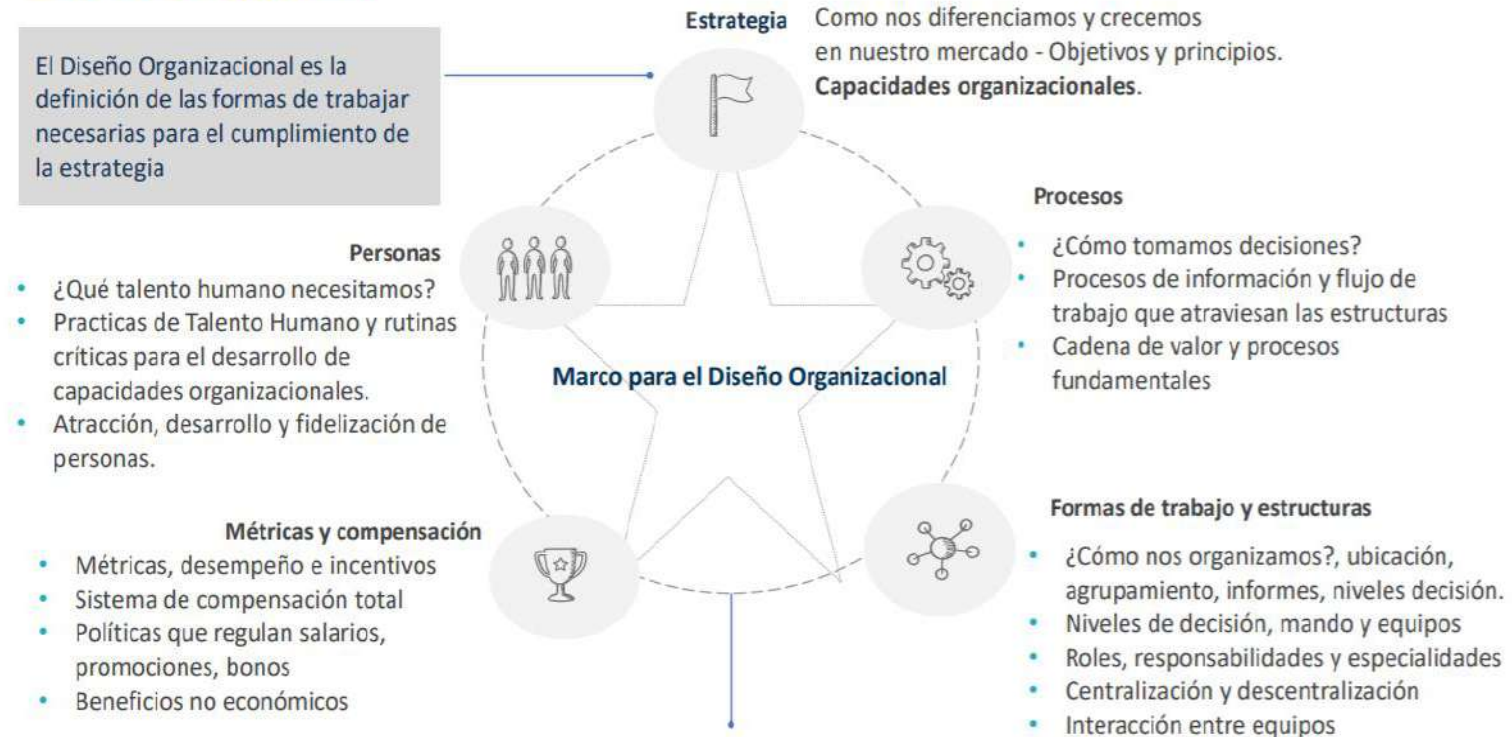 Estrategia
Como nos diferenciamos y crecemos
en nuestro mercado - Objetivos y principios.
Capacidades organizacionales.
El Diseño Organizacional es la
definición de las formas de trabajar
necesarias para el cumplimiento de
la estrategia
Procesos
• ¿Cómo tomamos decisiones?
• Procesos de información y flujo de
trabajo que atraviesan las estructuras
• Cadena de valor y procesos
fundamentales
Personas
• ¿Qué talento humano necesitamos?
• Practicas de Talento Humano y rutinas
críticas para el desarrollo de
capacidades organizacionales.
• Atracción, desarrollo y fidelización de
personas.
Marco para el Diseño Organizacional
Métricas y compensación
• Métricas, desempeño e incentivos
• Sistema de compensación total
• Políticas que regulan salarios,
promociones, bonos
• Beneficios no económicos
Formas de trabajo y estructuras
• ¿Cómo nos organizamos?, ubicación,
agrupamiento, informes, niveles decisión.
• Niveles de decisión, mando y equipos
• Roles, responsabilidades y especialidades
• Centralización y descentralización
• Interacción entre equipos